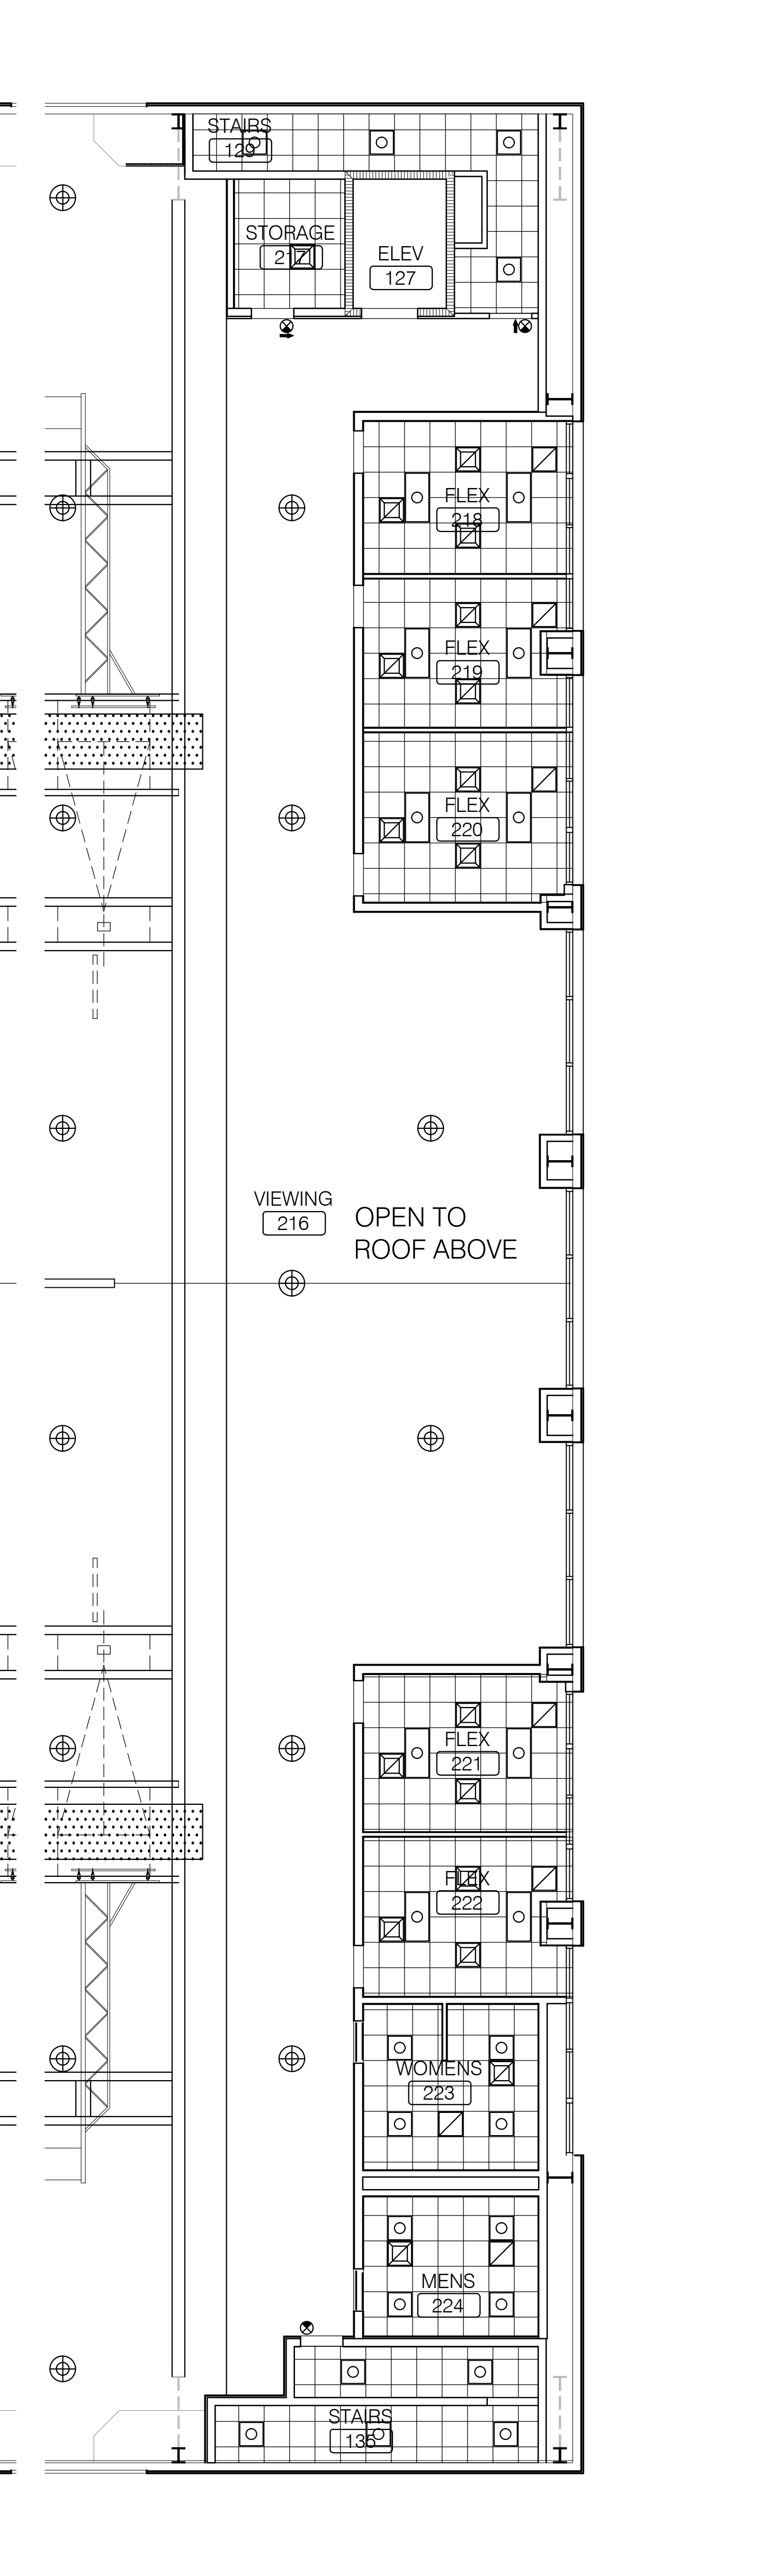 STAIRS
129
STORAGE
217
ELEV
127
FLEX
218
FLEX
219
FLEX
220
VIEWING
216
OPEN TO
ROOF ABOVE
FLEX
221
FLEX
222
WOMENS
223
MENS
224
STAIRS
135